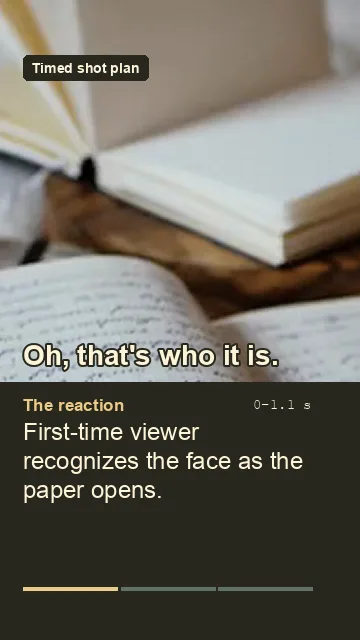 Timed shot plan
Oh, that's who it is.
The reaction
0–1.1 s
First-time viewer
recognizes the face as the
paper opens.